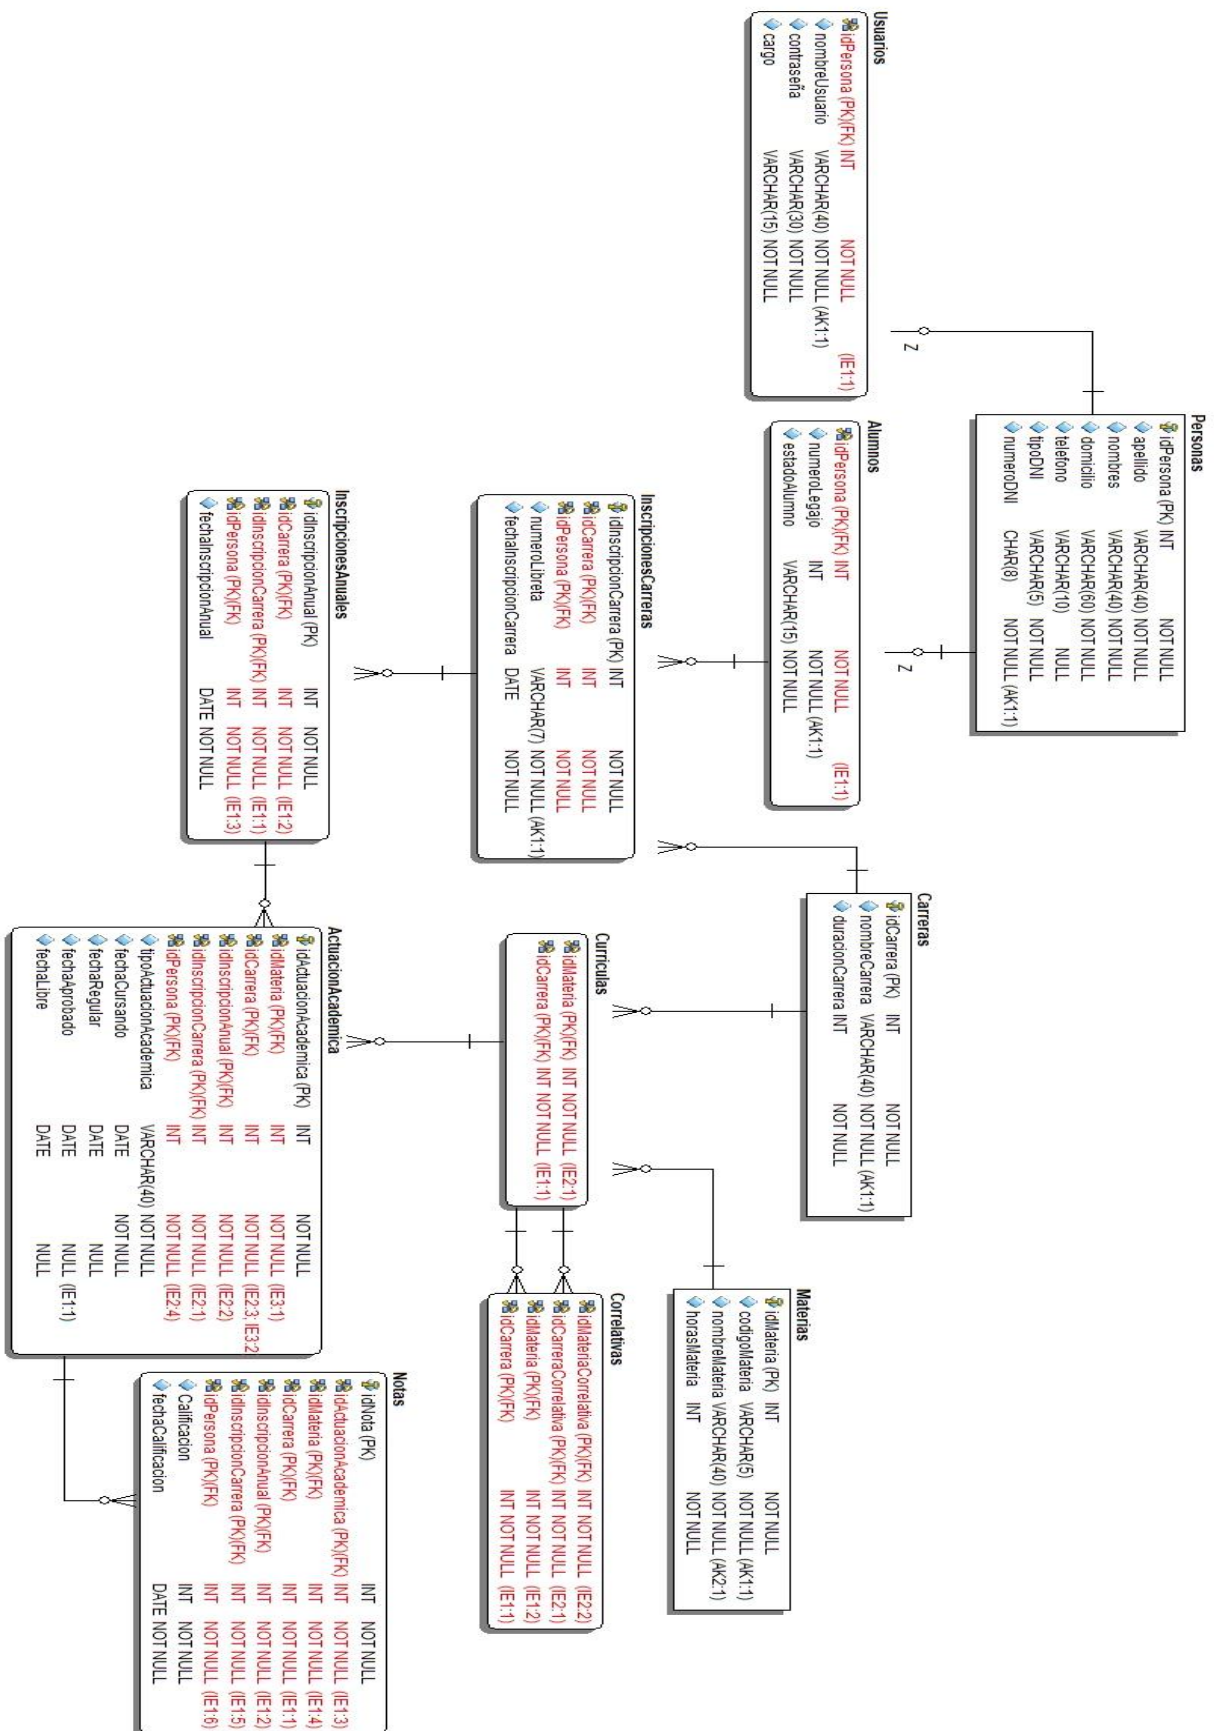 Personas
idPersona (PK) INT NOT NULL
apellido VARCHAR(40) NOT NULL
nombres VARCHAR(40) NOT NULL
domicilio VARCHAR(60) NOT NULL
telefono VARCHAR(10) NULL
tipoDNI VARCHAR(5) NOT NULL
numeroDNI CHAR(8) NOT NULL (AK1:1)
Z
Z
Usuarios
idPersona (PK)(FK) INT NOT NULL (IE1:1)
nombreUsuario VARCHAR(40) NOT NULL (AK1:1)
contraseña VARCHAR(30) NOT NULL
cargo VARCHAR(15) NOT NULL
Alumnos
idPersona (PK)(FK) INT NOT NULL (IE1:1)
numeroLegajo INT NOT NULL (AK1:1)
estadoAlumno VARCHAR(15) NOT NULL
Carreras
idCarrera (PK) INT NOT NULL
nombreCarrera VARCHAR(40) NOT NULL (AK1:1)
duracionCarrera INT NOT NULL
Materias
idMateria (PK) INT NOT NULL
codigoMateria VARCHAR(5) NOT NULL (AK1:1)
nombreMateria VARCHAR(40) NOT NULL (AK2:1)
horasMateria INT NOT NULL
InscripcionesCarreras
idInscripcionCarrera (PK) INT NOT NULL
idCarrera (PK)(FK) INT NOT NULL
idPersona (PK)(FK) INT NOT NULL
numeroLibreta VARCHAR(7) NOT NULL (AK1:1)
fechaInscripcionCarrera DATE NOT NULL
Curriculas
idMateria (PK)(FK) INT NOT NULL (IE2:1)
idCarrera (PK)(FK) INT NOT NULL (IE1:1)
Correlativas
idMateriaCorrelativa (PK)(FK) INT NOT NULL (IE2:2)
idCarreraCorrelativa (PK)(FK) INT NOT NULL (IE2:1)
idMateria (PK)(FK) INT NOT NULL (IE1:2)
idCarrera (PK)(FK) INT NOT NULL (IE1:1)
InscripcionesAnuales
idInscripcionAnual (PK) INT NOT NULL
idCarrera (PK)(FK) INT NOT NULL (IE1:2)
idInscripcionCarrera (PK)(FK) INT NOT NULL (IE1:1)
idPersona (PK)(FK) INT NOT NULL (IE1:3)
fechaInscripcionAnual DATE NOT NULL
ActuacionAcademica
idActuacionAcademica (PK) INT NOT NULL
idMateria (PK)(FK) INT NOT NULL (IE3:1)
idCarrera (PK)(FK) INT NOT NULL (IE2:3; IE3:2
idInscripcionAnual (PK)(FK) INT NOT NULL (IE2:2)
idInscripcionCarrera (PK)(FK) INT NOT NULL (IE2:1)
idPersona (PK)(FK) INT NOT NULL (IE2:4)
tipoActuacionAcademica VARCHAR(40) NOT NULL
fechaCursando DATE NOT NULL
fechaRegular DATE NULL
fechaAprobado DATE NULL (IE1:1)
fechaLibre DATE NULL
Notas
idNota (PK) INT NOT NULL
idActuacionAcademica (PK)(FK) INT NOT NULL (IE1:3)
idMateria (PK)(FK) INT NOT NULL (IE1:4)
idCarrera (PK)(FK) INT NOT NULL (IE1:1)
idInscripcionAnual (PK)(FK) INT NOT NULL (IE1:2)
idInscripcionCarrera (PK)(FK) INT NOT NULL (IE1:5)
idPersona (PK)(FK) INT NOT NULL (IE1:6)
Calificacion INT NOT NULL
fechaCalificacion DATE NOT NULL